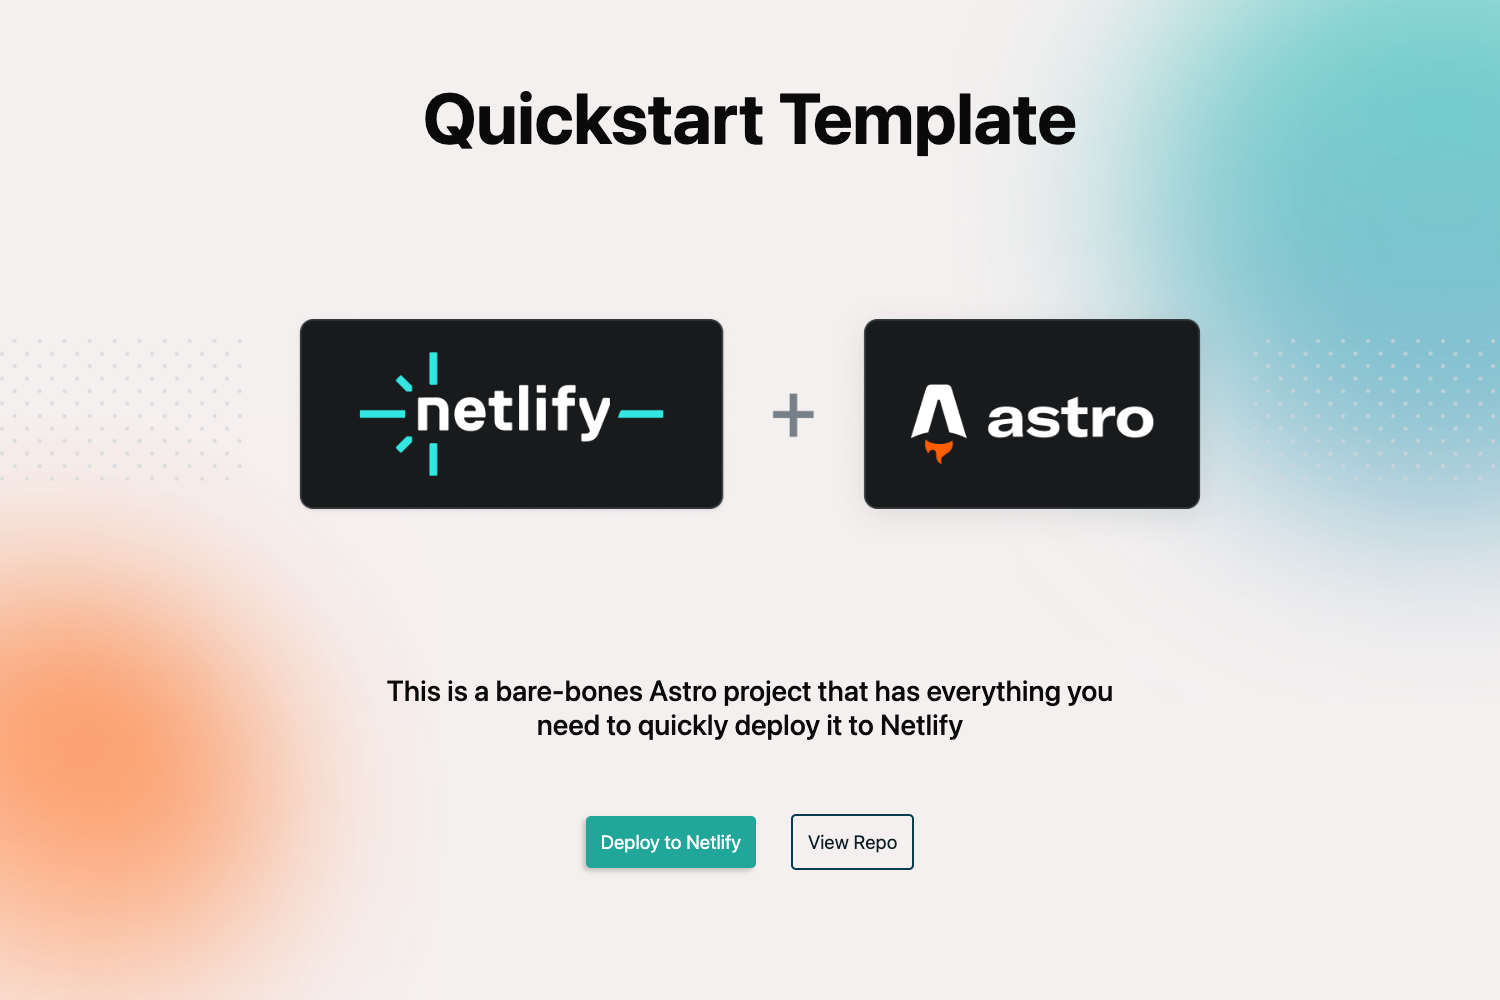 Quickstart Template
netlify
+
astro
This is a bare-bones Astro project that has everything you
need to quickly deploy it to Netlify
Deploy to Netlify
View Repo